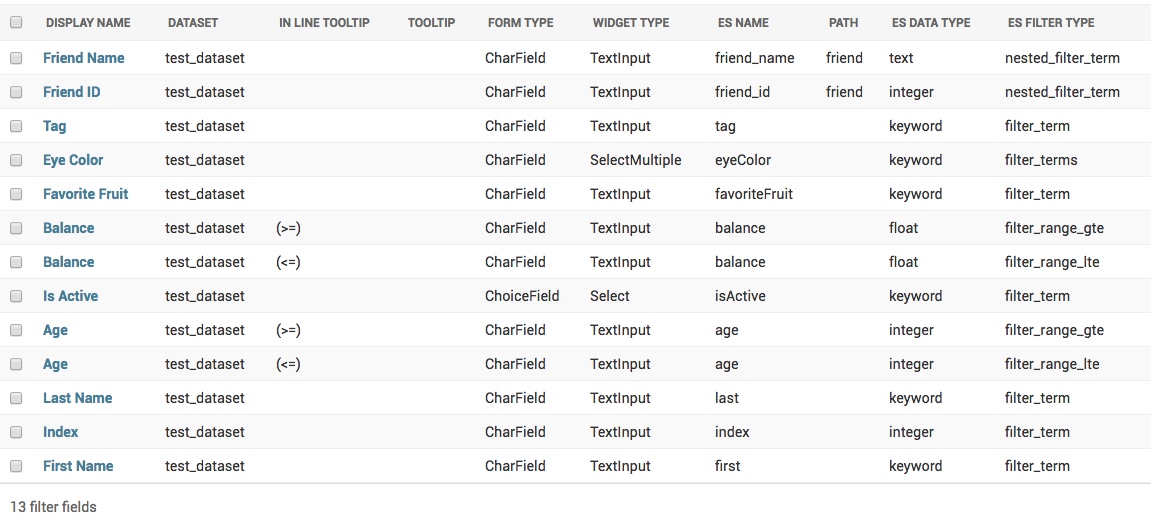 DISPLAY NAME DATASET IN LINE TOOLTIP TOOLTIP FORM TYPE WIDGET TYPE ES NAME PATH ES DATA TYPE ES FILTER TYPE
Friend Name test_dataset CharField TextInput friend_name friend text nested_filter_term
Friend ID test_dataset CharField TextInput friend_id friend integer nested_filter_term
Tag test_dataset CharField TextInput tag keyword filter_term
Eye Color test_dataset CharField SelectMultiple eyeColor keyword filter_terms
Favorite Fruit test_dataset CharField TextInput favoriteFruit keyword filter_term
Balance test_dataset (>=) CharField TextInput balance float filter_range_gte
Balance test_dataset (<=) CharField TextInput balance float filter_range_lte
Is Active test_dataset ChoiceField Select isActive keyword filter_term
Age test_dataset (>=) CharField TextInput age integer filter_range_gte
Age test_dataset (<=) CharField TextInput age integer filter_range_lte
Last Name test_dataset CharField TextInput last keyword filter_term
Index test_dataset CharField TextInput index integer filter_term
First Name test_dataset CharField TextInput first keyword filter_term
13 filter fields